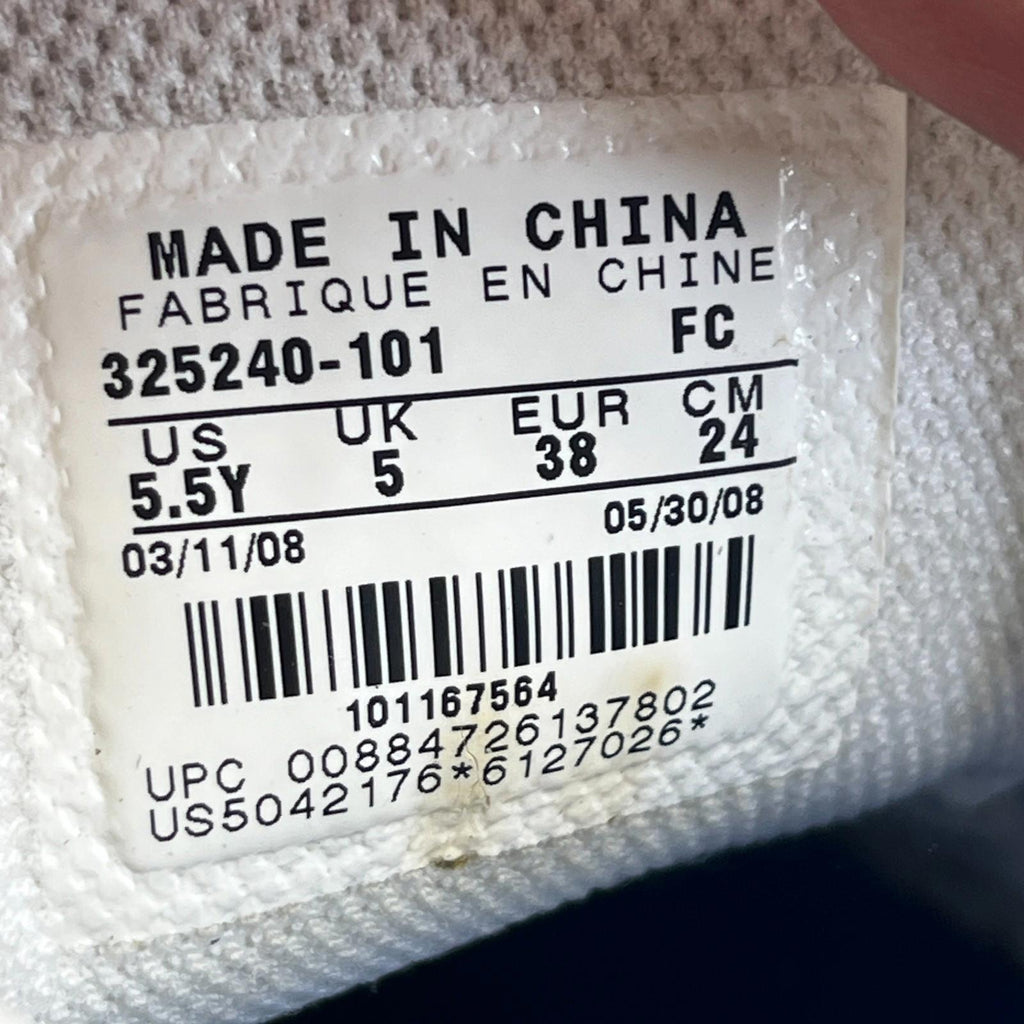 MADE IN CHINA
FABRIQUE EN CHINE
325240-101 FC
US UK EUR CM
5.5Y 5 38 24
03/11/08 05/30/08
101167564
UPC 00884726137802
US5042176*6127026*